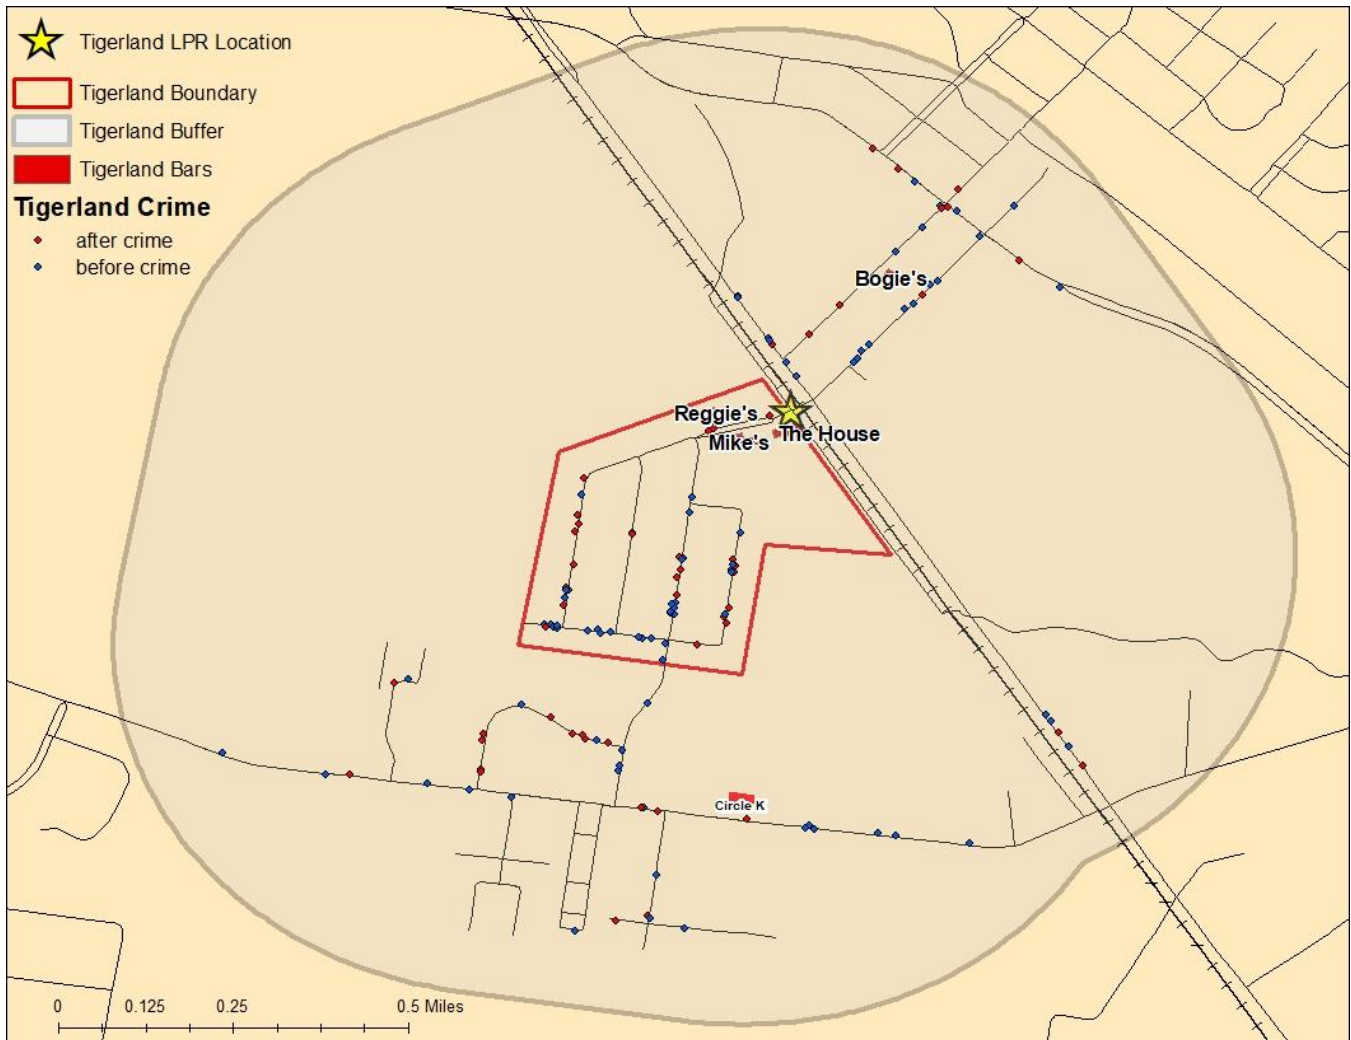 Tigerland LPR Location
Tigerland Boundary
Tigerland Buffer
Tigerland Bars
Tigerland Crime
after crime
before crime
Bogie's
Reggie's
The House
Mike's
Circle K
0 0.125 0.25 0.5 Miles